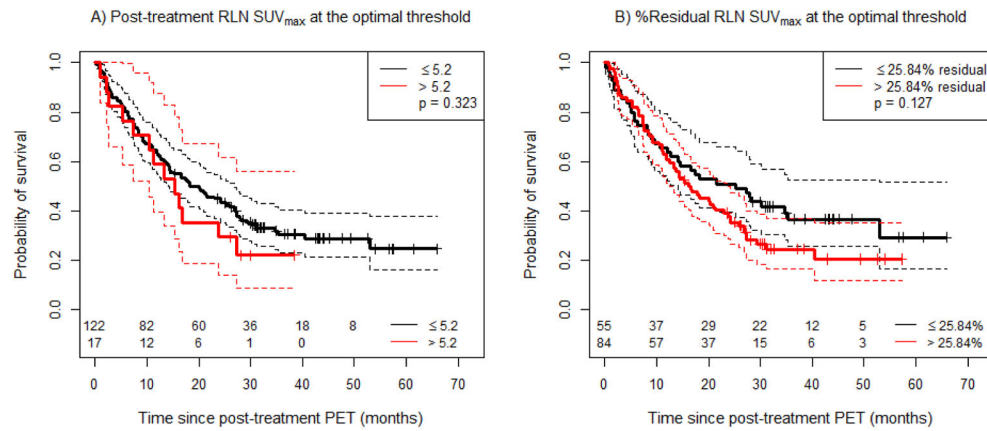 A) Post-treatment RLN SUVmax at the optimal threshold
Probability of survival
1.0
0.8
0.6
0.4
0.2
0.0
≤ 5.2
> 5.2
p = 0.323
122 82 60 36 18 8 ≤ 5.2
17 12 6 1 0 > 5.2
0 10 20 30 40 50 60 70
Time since post-treatment PET (months)
B) %Residual RLN SUVmax at the optimal threshold
Probability of survival
1.0
0.8
0.6
0.4
0.2
0.0
≤ 25.84% residual
> 25.84% residual
p = 0.127
55 37 29 22 12 5 ≤ 25.84%
84 57 37 15 6 3 > 25.84%
0 10 20 30 40 50 60 70
Time since post-treatment PET (months)